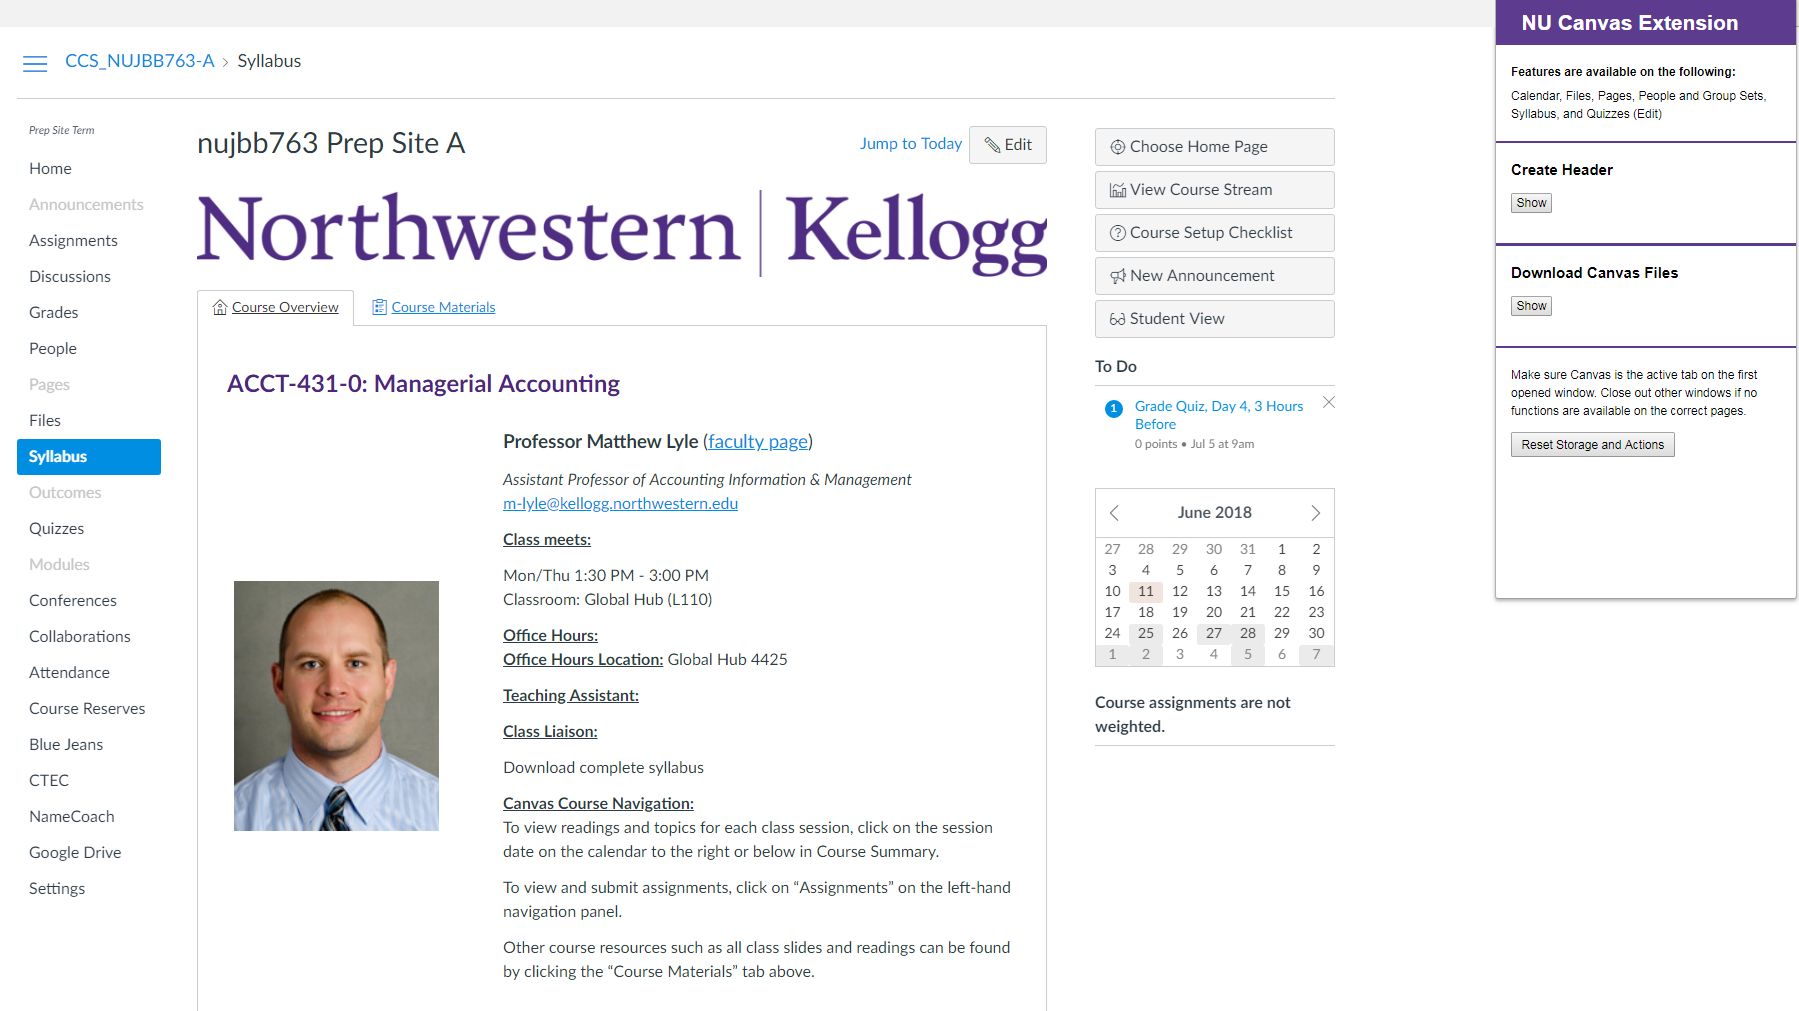 CCS_NUJBB763-A › Syllabus
Prep Site Term
Home
Announcements
Assignments
Discussions
Grades
People
Pages
Files
Syllabus
Outcomes
Quizzes
Modules
Conferences
Collaborations
Attendance
Course Reserves
Blue Jeans
CTEC
NameCoach
Google Drive
Settings
nujbb763 Prep Site A
Jump to Today
Edit
Northwestern | Kellogg
Course Overview
Course Materials
ACCT-431-0: Managerial Accounting
Professor Matthew Lyle (faculty page)
Assistant Professor of Accounting Information & Management
m-lyle@kellogg.northwestern.edu
Class meets:
Mon/Thu 1:30 PM - 3:00 PM
Classroom: Global Hub (L110)
Office Hours:
Office Hours Location: Global Hub 4425
Teaching Assistant:
Class Liaison:
Download complete syllabus
Canvas Course Navigation:
To view readings and topics for each class session, click on the session
date on the calendar to the right or below in Course Summary.
To view and submit assignments, click on “Assignments” on the left-hand
navigation panel.
Other course resources such as all class slides and readings can be found
by clicking the “Course Materials” tab above.
Choose Home Page
View Course Stream
Course Setup Checklist
New Announcement
Student View
To Do
1
Grade Quiz, Day 4, 3 Hours
Before
0 points • Jul 5 at 9am
June 2018
27 28 29 30 31 1 2
3 4 5 6 7 8 9
10 11 12 13 14 15 16
17 18 19 20 21 22 23
24 25 26 27 28 29 30
1 2 3 4 5 6 7
Course assignments are not
weighted.
NU Canvas Extension
Features are available on the following:
Calendar, Files, Pages, People and Group Sets,
Syllabus, and Quizzes (Edit)
Create Header
Show
Download Canvas Files
Show
Make sure Canvas is the active tab on the first
opened window. Close out other windows if no
functions are available on the correct pages.
Reset Storage and Actions